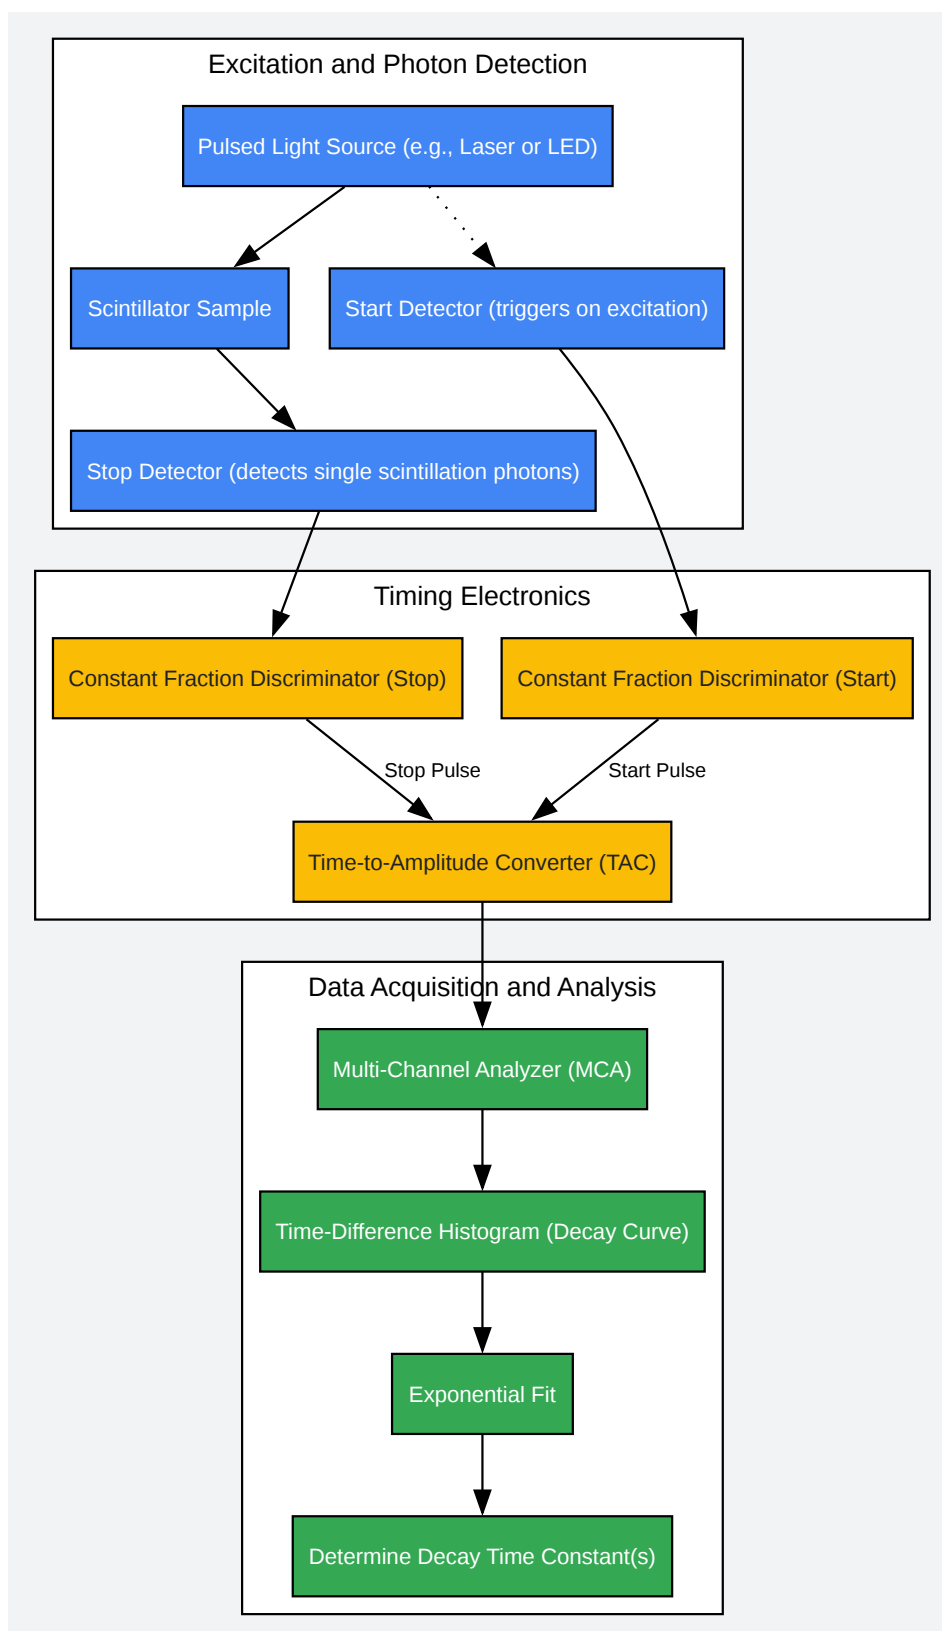 Excitation and Photon Detection
Pulsed Light Source (e.g., Laser or LED)
Scintillator Sample
Start Detector (triggers on excitation)
Stop Detector (detects single scintillation photons)
Timing Electronics
Constant Fraction Discriminator (Stop)
Constant Fraction Discriminator (Start)
Stop Pulse
Start Pulse
Time-to-Amplitude Converter (TAC)
Data Acquisition and Analysis
Multi-Channel Analyzer (MCA)
Time-Difference Histogram (Decay Curve)
Exponential Fit
Determine Decay Time Constant(s)